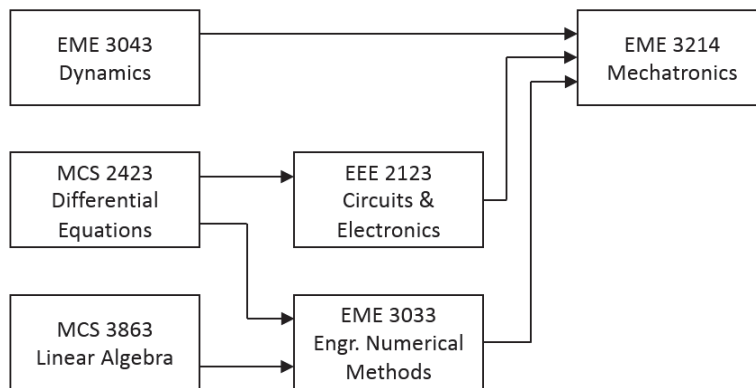 EME 3043
Dynamics
EME 3214
Mechatronics
MCS 2423
Differential
Equations
EEE 2123
Circuits &
Electronics
MCS 3863
Linear Algebra
EME 3033
Engr. Numerical
Methods